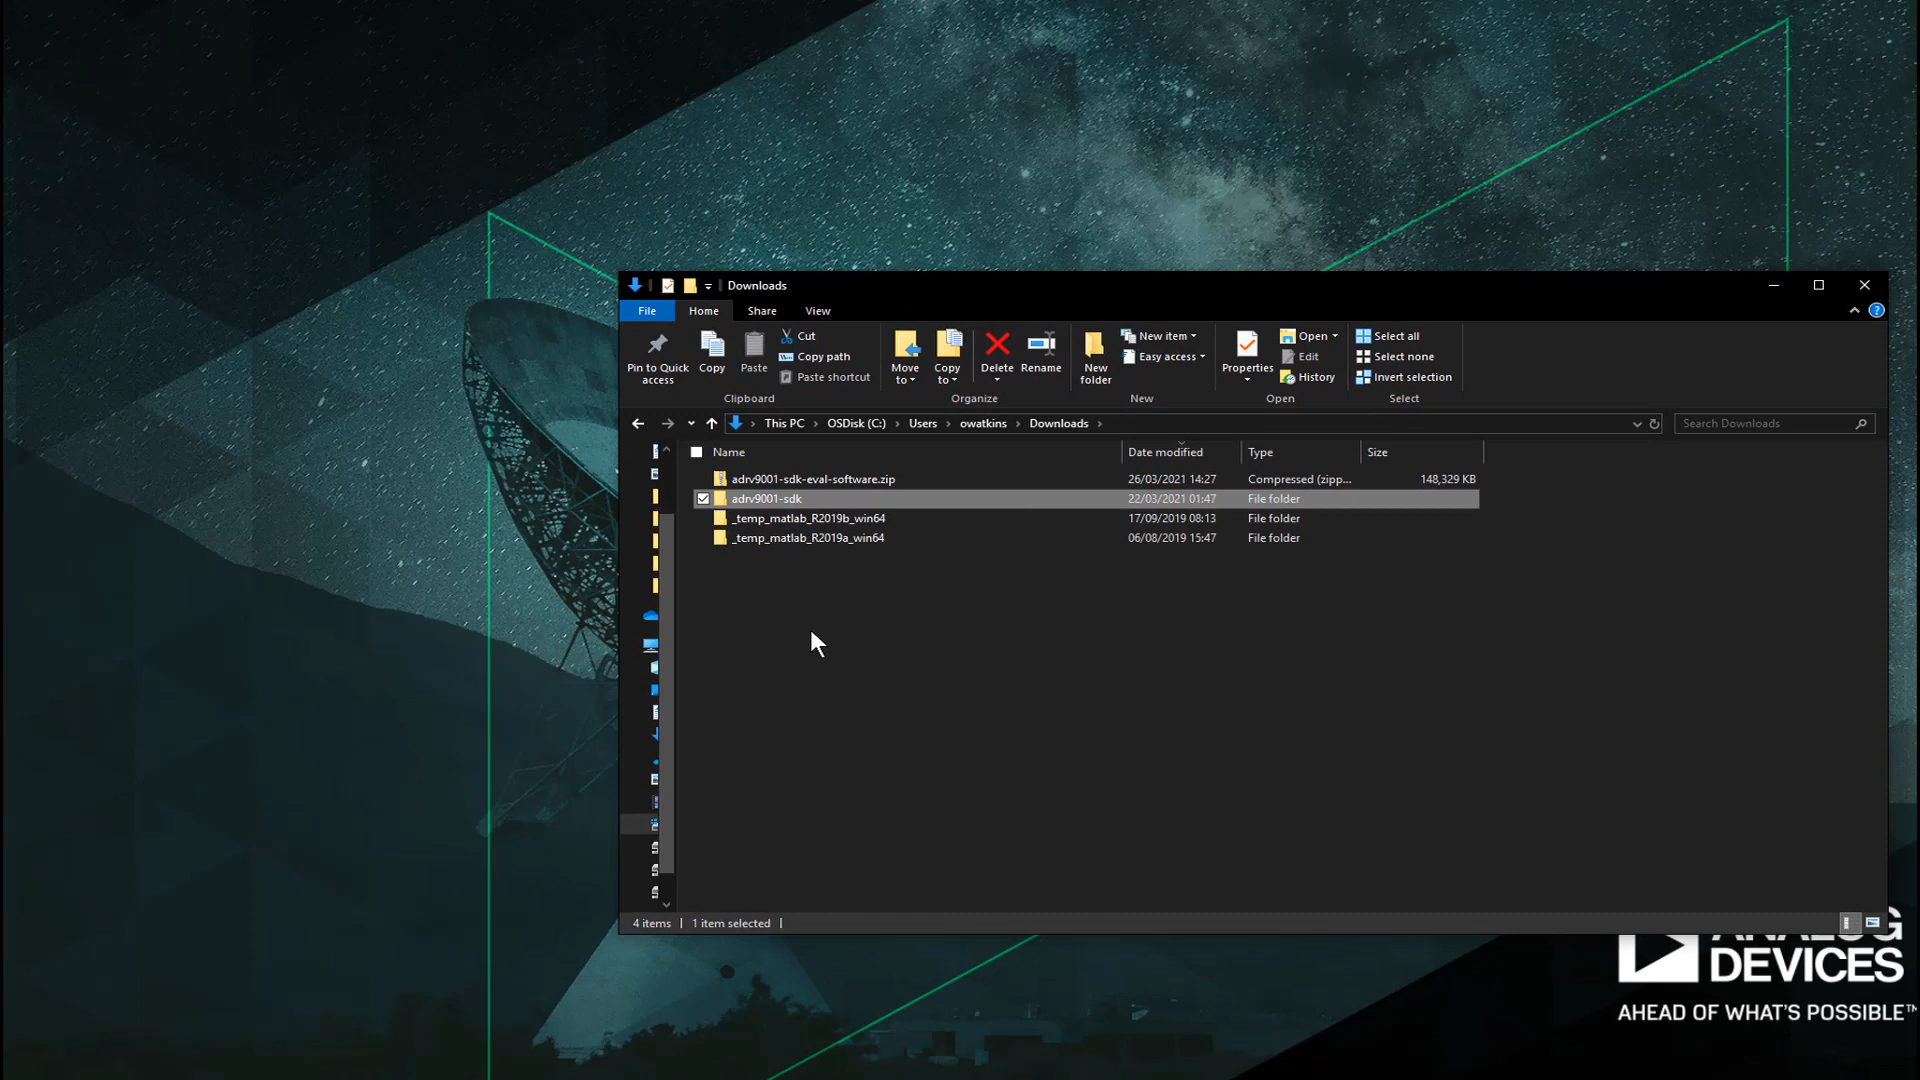 Downloads
File Home Share View
Pin to Quick access
Copy
Paste
Cut
Copy path
Paste shortcut
Clipboard
Move to
Copy to
Delete
Rename
Organize
New folder
New item
Easy access
New
Properties
Open
Edit
History
Open
Select all
Select none
Invert selection
Select
This PC > OSDisk (C:) > Users > owatkins > Downloads >
Search Downloads
Name Date modified Type Size
adrv9001-sdk-eval-software.zip 26/03/2021 14:27 Compressed (zipp... 148,329 KB
adrv9001-sdk 22/03/2021 01:47 File folder
_temp_matlab_R2019b_win64 17/09/2019 08:13 File folder
_temp_matlab_R2019a_win64 06/08/2019 15:47 File folder
4 items 1 item selected
ANALOG
DEVICES
AHEAD OF WHAT'S POSSIBLE™